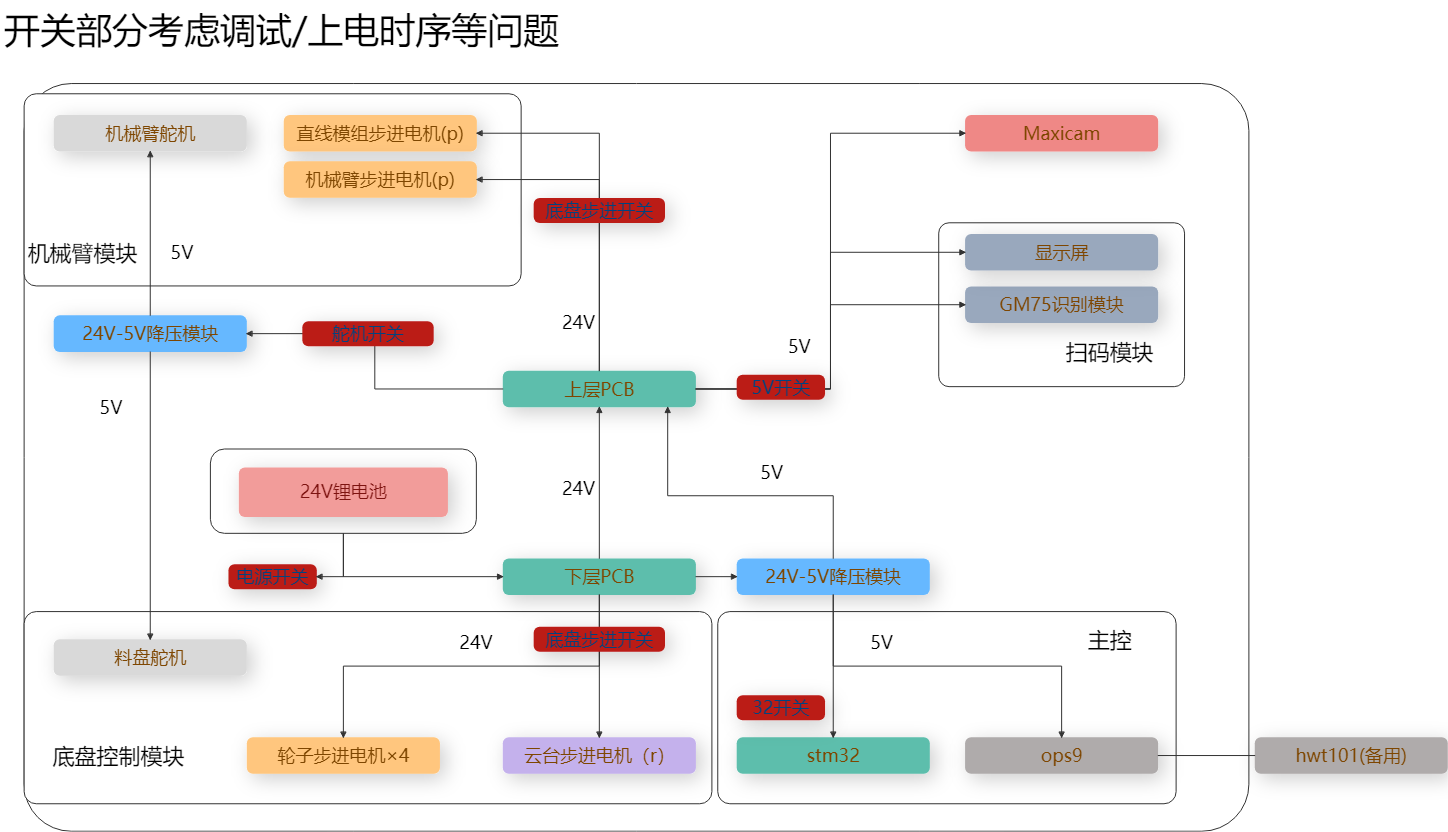 开关部分考虑调试/上电时序等问题
机械臂舵机
直线模组步进电机(p)
Maxicam
机械臂步进电机(p)
底盘步进开关
机械臂模块
5V
显示屏
GM75识别模块
24V
24V-5V降压模块
舵机开关
5V
扫码模块
上层PCB
5V开关
5V
5V
24V锂电池
24V
电源开关
下层PCB
24V-5V降压模块
24V
底盘步进开关
5V
主控
料盘舵机
32开关
底盘控制模块
轮子步进电机×4
云台步进电机（r）
stm32
ops9
hwt101(备用)